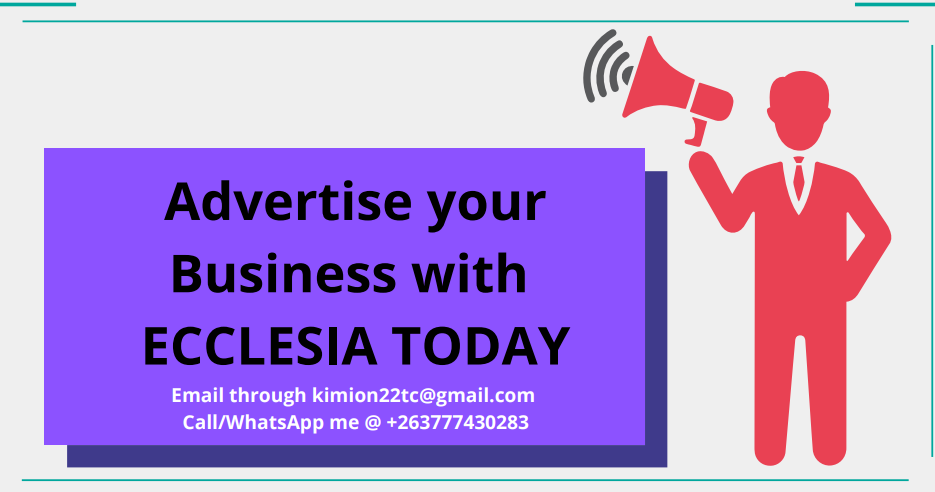 Advertise your
Business with
ECCLESIA TODAY
Email through kimion22tc@gmail.com
Call/WhatsApp me @ +263777430283